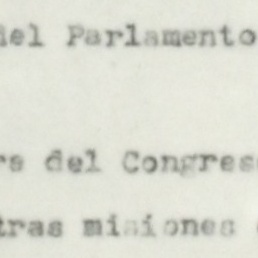 del Parlamento
del Congres
tras misiones